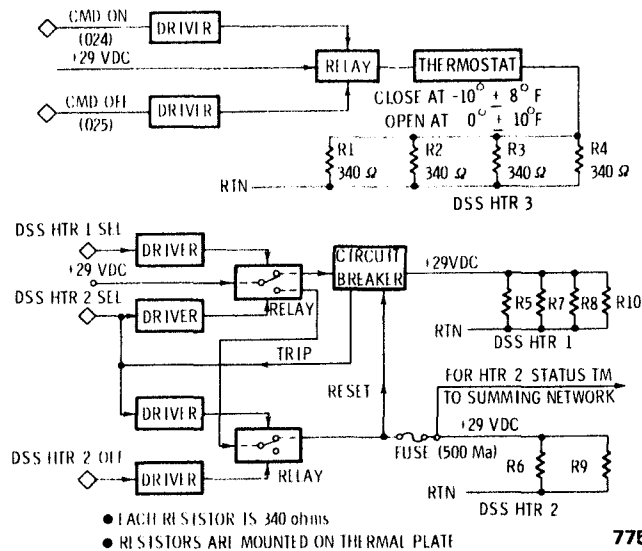 CMD ON
(024)
DRIVER
+29 VDC
RELAY
THERMOSTAT
CMD OFF
(025)
DRIVER
CLOSE AT -10° ± 8° F
OPEN AT 0° ± 10°F
R1
340 Ω
R2
340 Ω
R3
340 Ω
R4
340 Ω
RTN
DSS HTR 3
DSS HTR 1 SEL
DRIVER
+29 VDC
DSS HTR 2 SEL
DRIVER
RELAY
CIRCUIT
BREAKER
+29VDC
R5
R7
R8
R10
RTN
DSS HTR 1
TRIP
RESET
FOR HTR 2 STATUS TM
TO SUMMING NETWORK
DRIVER
+29 VDC
FUSE (500 Ma)
DSS HTR 2 OFF
DRIVER
RELAY
R6
R9
RTN
DSS HTR 2
● EACH RESISTOR IS 340 ohms
● RESISTORS ARE MOUNTED ON THERMAL PLATE